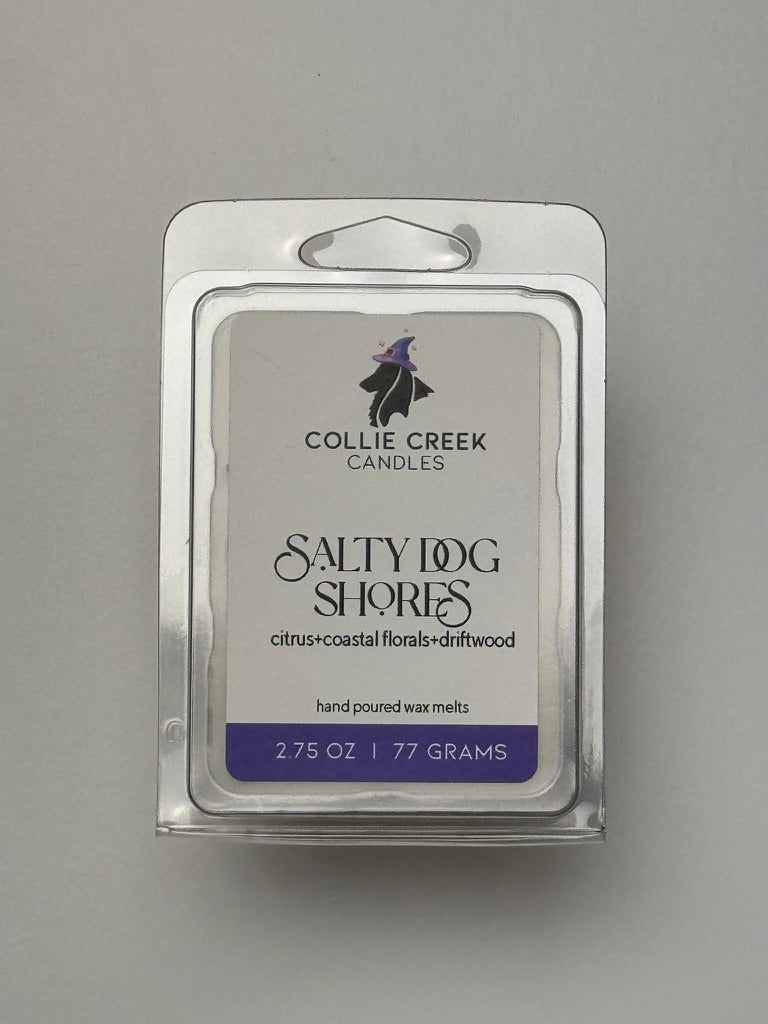 COLLIE CREEK
CANDLES
SALTY DOG
SHORES
citrus+coastal florals+driftwood
hand poured wax melts
2.75 OZ | 77 GRAMS